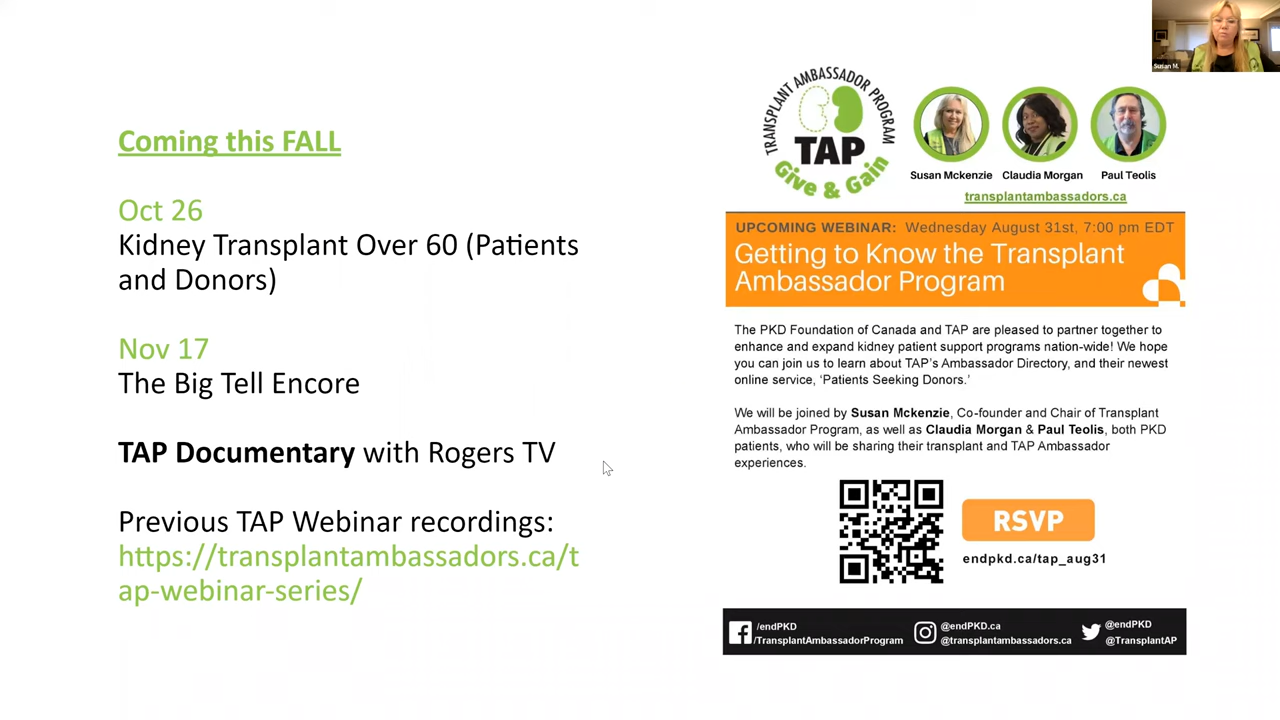 Coming this FALL
Oct 26
Kidney Transplant Over 60 (Patients
and Donors)
Nov 17
The Big Tell Encore
TAP Documentary with Rogers TV
Previous TAP Webinar recordings:
https://transplantambassadors.ca/t
ap-webinar-series/
Susan M.
TRANSPLANT AMBASSADOR PROGRAM
TAP
Give & Gain
Susan Mckenzie Claudia Morgan Paul Teolis
transplantambassadors.ca
UPCOMING WEBINAR: Wednesday August 31st, 7:00 pm EDT
Getting to Know the Transplant
Ambassador Program
The PKD Foundation of Canada and TAP are pleased to partner together to
enhance and expand kidney patient support programs nation-wide! We hope
you can join us to learn about TAP's Ambassador Directory, and their newest
online service, 'Patients Seeking Donors.'
We will be joined by Susan Mckenzie, Co-founder and Chair of Transplant
Ambassador Program, as well as Claudia Morgan & Paul Teolis, both PKD
patients, who will be sharing their transplant and TAP Ambassador
experiences.
RSVP
endpkd.ca/tap_aug31
/endPKD
/TransplantAmbassadorProgram
@endPKD.ca
@transplantambassadors.ca
@endPKD
@TransplantAP